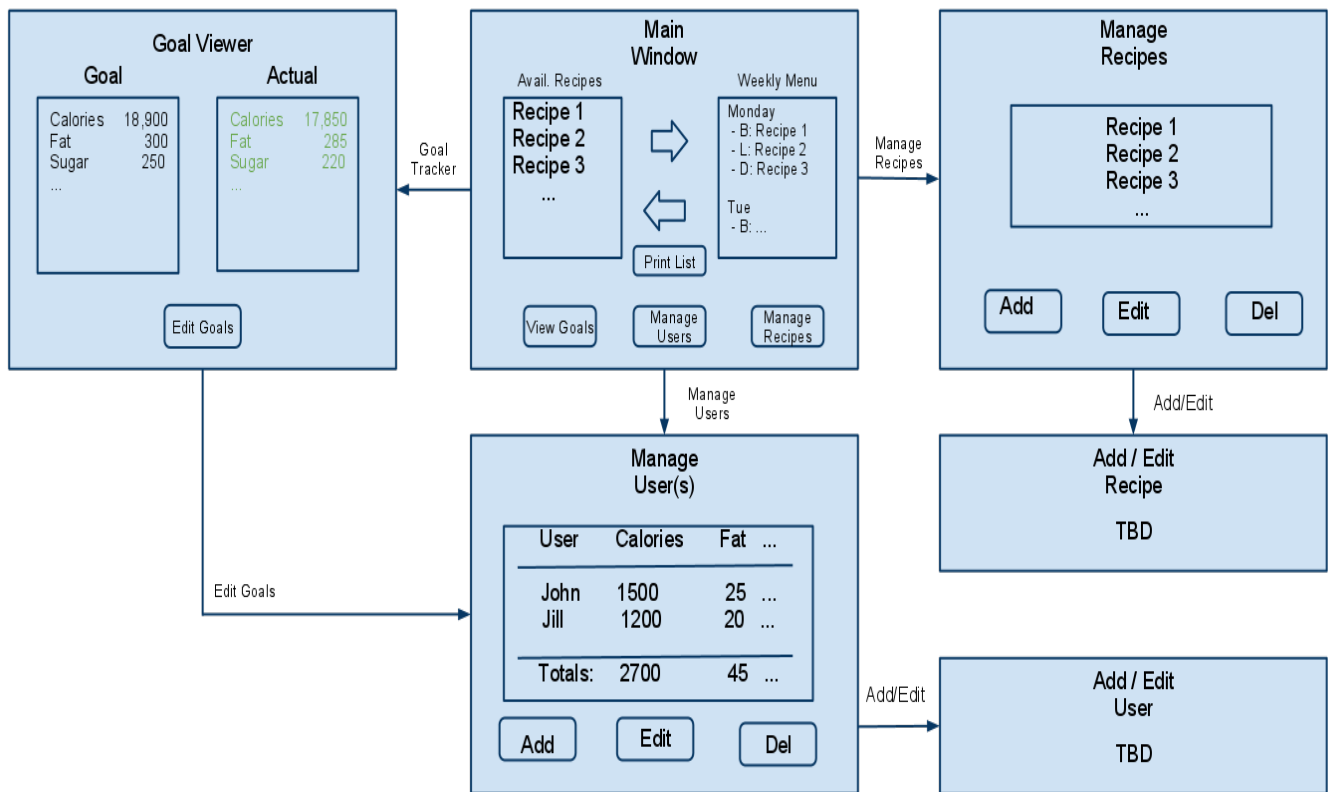 Goal Viewer
Goal Actual
Calories 18,900
Fat 300
Sugar 250
...
Calories 17,850
Fat 285
Sugar 220
...
Edit Goals
Goal
Tracker
Main
Window
Avail. Recipes
Recipe 1
Recipe 2
Recipe 3
...
Weekly Menu
Monday
- B: Recipe 1
- L: Recipe 2
- D: Recipe 3
Tue
- B: ...
Print List
View Goals
Manage
Users
Manage
Recipes
Manage
Recipes
Manage
Recipes
Recipe 1
Recipe 2
Recipe 3
...
Add Edit Del
Manage
Users
Add/Edit
Edit Goals
Manage
User(s)
User Calories Fat ...
John 1500 25 ...
Jill 1200 20 ...
Totals: 2700 45 ...
Add Edit Del
Add/Edit
Add / Edit
Recipe
TBD
Add / Edit
User
TBD